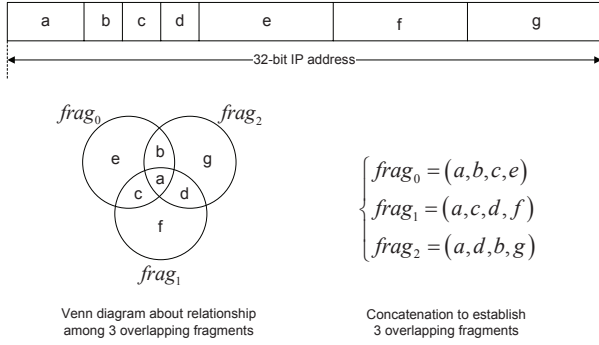 a b c d e f g
32-bit IP address
frag₀ frag₂
e b g
a
c d
f
frag₁
frag₀ = (a, b, c, e)
frag₁ = (a, c, d, f)
frag₂ = (a, d, b, g)
Venn diagram about relationship
among 3 overlapping fragments
Concatenation to establish
3 overlapping fragments